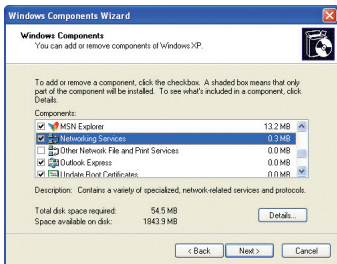 Windows Components Wizard
Windows Components
You can add or remove components of Windows XP.
To add or remove a component, click the checkbox. A shaded box means that only
part of the component will be installed. To see what's included in a component, click
Details.
Components:
MSN Explorer 13.2 MB
Networking Services 0.3 MB
Other Network File and Print Services 0.0 MB
Outlook Express 0.0 MB
Update Root Certificates 0.0 MB
Description: Contains a variety of specialized, network-related services and protocols.
Total disk space required: 54.5 MB
Space available on disk: 1843.9 MB
Details...
< Back Next > Cancel